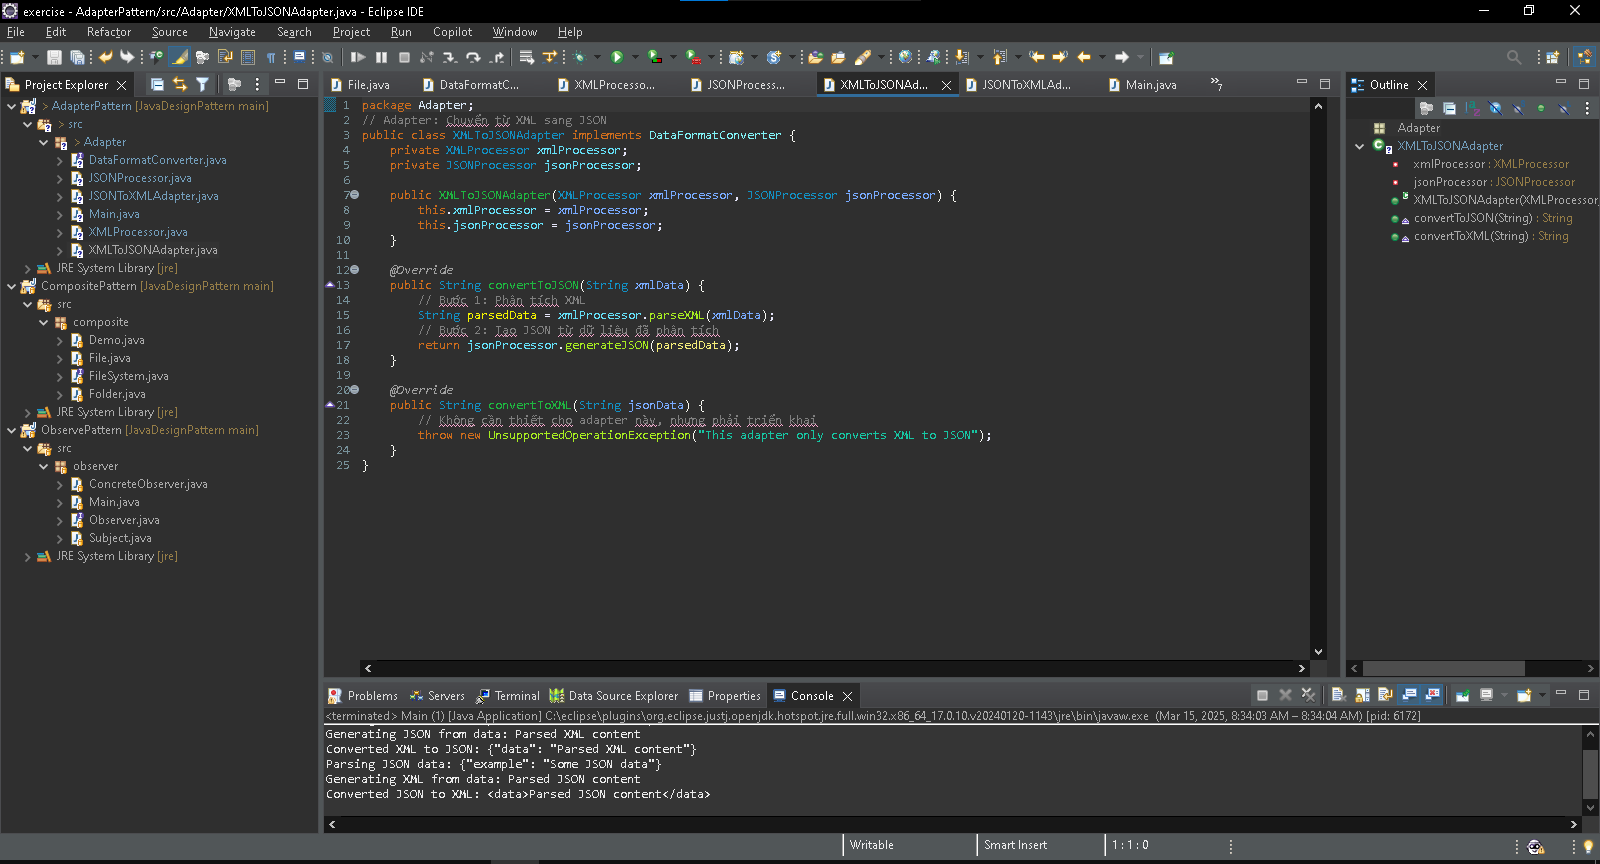 exercise - AdapterPattern/src/Adapter/XMLToJSONAdapter.java - Eclipse IDE
File Edit Refactor Source Navigate Search Project Run Copilot Window Help
Project Explorer
> AdapterPattern [JavaDesignPattern main]
> src
> Adapter
DataFormatConverter.java
JSONProcessor.java
JSONToXMLAdapter.java
Main.java
XMLProcessor.java
XMLToJSONAdapter.java
JRE System Library [jre]
CompositePattern [JavaDesignPattern main]
src
composite
Demo.java
File.java
FileSystem.java
Folder.java
JRE System Library [jre]
ObservePattern [JavaDesignPattern main]
src
observer
ConcreteObserver.java
Main.java
Observer.java
Subject.java
JRE System Library [jre]
File.java DataFormatC... XMLProcesso... JSONProcess... XMLToJSONAd... JSONToXMLAd... Main.java »7
1 package Adapter;
2 // Adapter: Chuyển từ XML sang JSON
3 public class XMLToJSONAdapter implements DataFormatConverter {
4 private XMLProcessor xmlProcessor;
5 private JSONProcessor jsonProcessor;
6
7 public XMLToJSONAdapter(XMLProcessor xmlProcessor, JSONProcessor jsonProcessor) {
8 this.xmlProcessor = xmlProcessor;
9 this.jsonProcessor = jsonProcessor;
10 }
11
12 @Override
13 public String convertToJSON(String xmlData) {
14 // Bước 1: Phân tích XML
15 String parsedData = xmlProcessor.parseXML(xmlData);
16 // Bước 2: Tạo JSON từ dữ liệu đã phân tích
17 return jsonProcessor.generateJSON(parsedData);
18 }
19
20 @Override
21 public String convertToXML(String jsonData) {
22 // Không cần thiết cho adapter này, nhưng phải triển khai
23 throw new UnsupportedOperationException("This adapter only converts XML to JSON");
24 }
25 }
Outline
Adapter
XMLToJSONAdapter
xmlProcessor : XMLProcessor
jsonProcessor : JSONProcessor
XMLToJSONAdapter(XMLProcessor,
convertToJSON(String) : String
convertToXML(String) : String
Problems Servers Terminal Data Source Explorer Properties Console
<terminated> Main (1) [Java Application] C:\eclipse\plugins\org.eclipse.justj.openjdk.hotspot.jre.full.win32.x86_64_17.0.10.v20240120-1143\jre\bin\javaw.exe (Mar 15, 2025, 8:34:03 AM – 8:34:04 AM) [pid: 6172]
Generating JSON from data: Parsed XML content
Converted XML to JSON: {"data": "Parsed XML content"}
Parsing JSON data: {"example": "Some JSON data"}
Generating XML from data: Parsed JSON content
Converted JSON to XML: <data>Parsed JSON content</data>
Writable Smart Insert 1 : 1 : 0